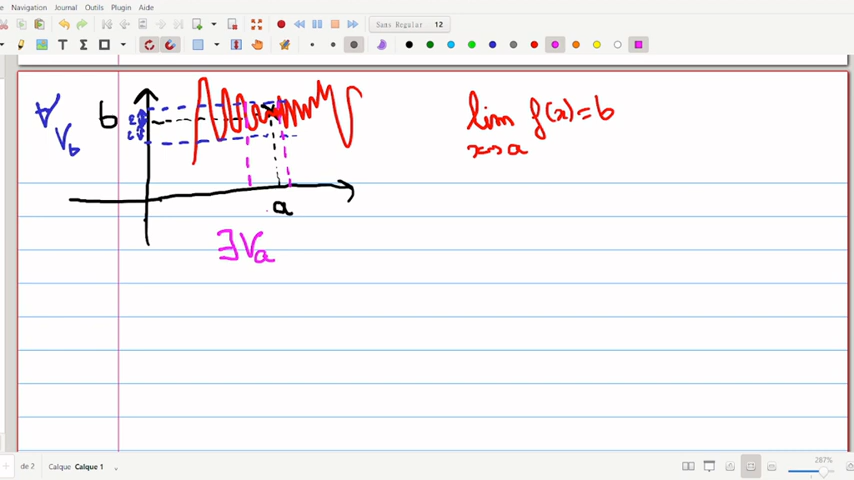 Navigation Journal Outils Plugin Aide
Sans Regular 12
∀
V_b
b
ε
ε
lim f(x)=b
x→a
a
∃V_a
de 2 Calque Calque 1
287%